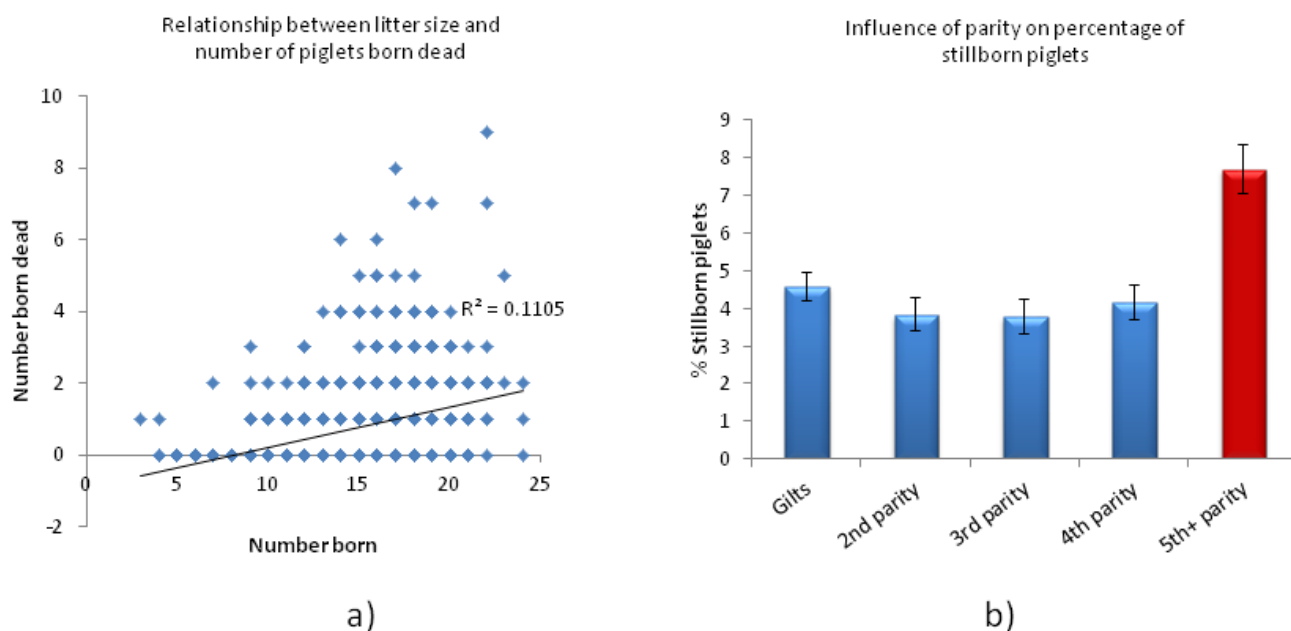 Relationship between litter size and
number of piglets born dead
10
8
6
4
2
0
-2
0
5
10
15
20
25
R² = 0.1105
Number born dead
Number born
a)
Influence of parity on percentage of
stillborn piglets
9
8
7
6
5
4
3
2
1
0
% Stillborn piglets
Gilts
2nd parity
3rd parity
4th parity
5th+ parity
b)